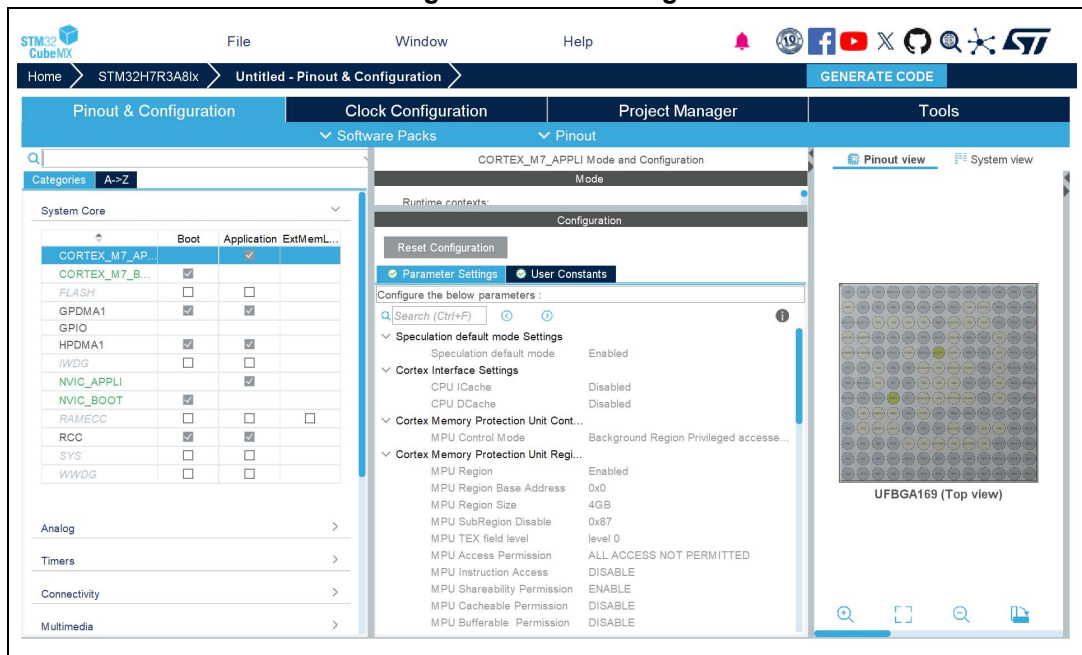 STM32
CubeMX
File Window Help
10
Home STM32H7R3A8Ix Untitled - Pinout & Configuration GENERATE CODE
Pinout & Configuration Clock Configuration Project Manager Tools
Software Packs Pinout
Categories A->Z
System Core
Boot Application ExtMemL...
CORTEX_M7_AP...
CORTEX_M7_B...
FLASH
GPDMA1
GPIO
HPDMA1
IWDG
NVIC_APPLI
NVIC_BOOT
RAMECC
RCC
SYS
WWDG
Analog
Timers
Connectivity
Multimedia
CORTEX_M7_APPLI Mode and Configuration
Mode
Runtime contexts:
Configuration
Reset Configuration
Parameter Settings User Constants
Configure the below parameters :
Search (Ctrl+F)
Speculation default mode Settings
Speculation default mode Enabled
Cortex Interface Settings
CPU ICache Disabled
CPU DCache Disabled
Cortex Memory Protection Unit Cont...
MPU Control Mode Background Region Privileged accesse...
Cortex Memory Protection Unit Regi...
MPU Region Enabled
MPU Region Base Address 0x0
MPU Region Size 4GB
MPU SubRegion Disable 0x87
MPU TEX field level level 0
MPU Access Permission ALL ACCESS NOT PERMITTED
MPU Instruction Access DISABLE
MPU Shareability Permission ENABLE
MPU Cacheable Permission DISABLE
MPU Bufferable Permission DISABLE
Pinout view System view
UFBGA169 (Top view)